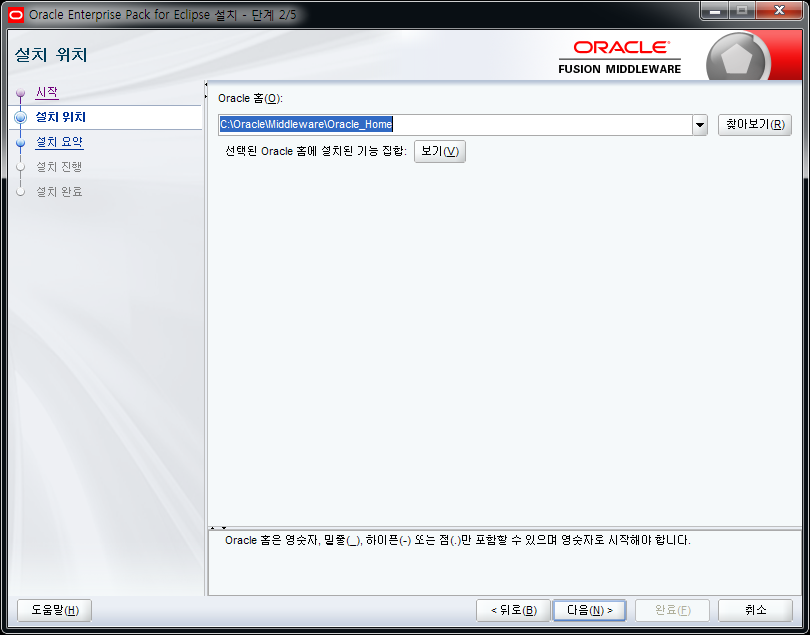 Oracle Enterprise Pack for Eclipse 설치 - 단계 2/5
설치 위치
ORACLE
FUSION MIDDLEWARE
시작
설치 위치
설치 요약
설치 진행
설치 완료
Oracle 홈(O):
C:\Oracle\Middleware\Oracle_Home
찾아보기(R)
선택된 Oracle 홈에 설치된 기능 집합: 보기(V)
Oracle 홈은 영숫자, 밑줄(_), 하이픈(-) 또는 점(.)만 포함할 수 있으며 영숫자로 시작해야 합니다.
도움말(H) < 뒤로(B) 다음(N) > 완료(F) 취소